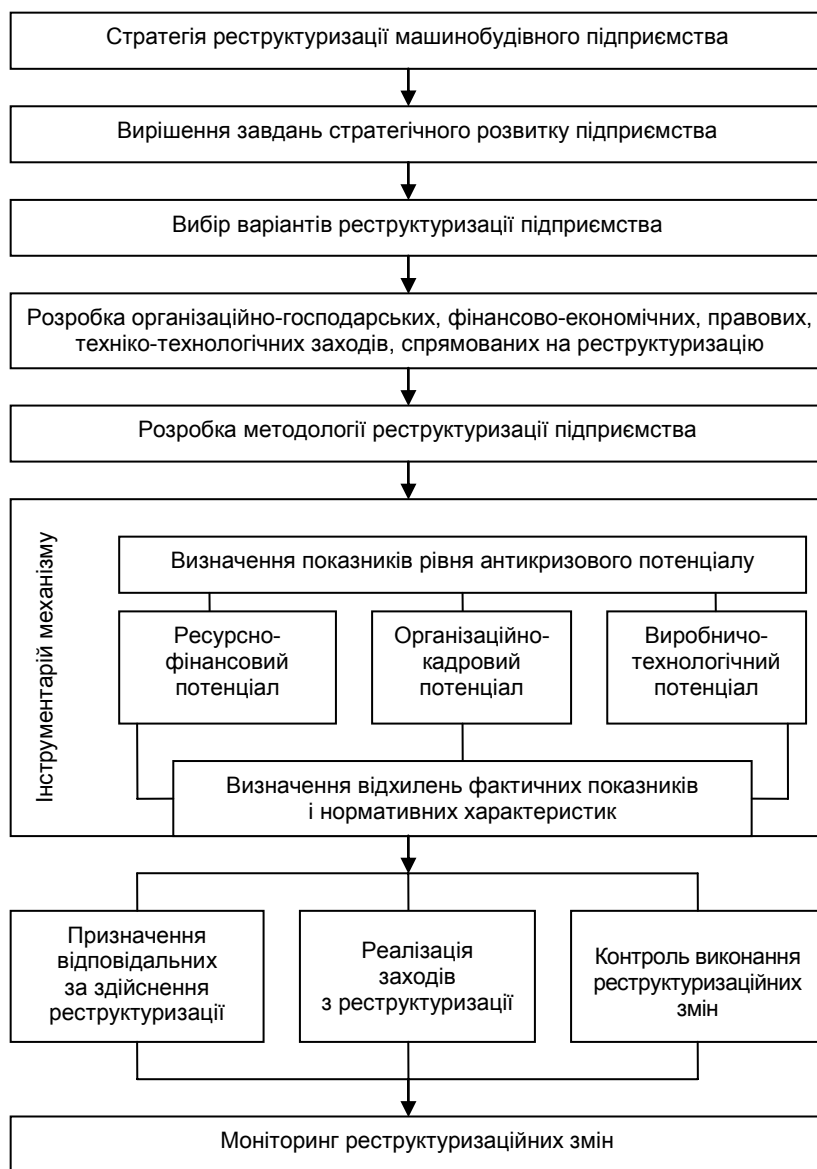 Стратегія реструктуризації машинобудівного підприємства
Вирішення завдань стратегічного розвитку підприємства
Вибір варіантів реструктуризації підприємства
Розробка організаційно-господарських, фінансово-економічних, правових,
техніко-технологічних заходів, спрямованих на реструктуризацію
Розробка методології реструктуризації підприємства
Інструментарій механізму
Визначення показників рівня антикризового потенціалу
Ресурсно-
фінансовий
потенціал
Організаційно-
кадровий
потенціал
Виробничо-
технологічний
потенціал
Визначення відхилень фактичних показників
і нормативних характеристик
Призначення
відповідальних
за здійснення
реструктуризації
Реалізація
заходів
з реструктуризації
Контроль виконання
реструктуризаційних
змін
Моніторинг реструктуризаційних змін